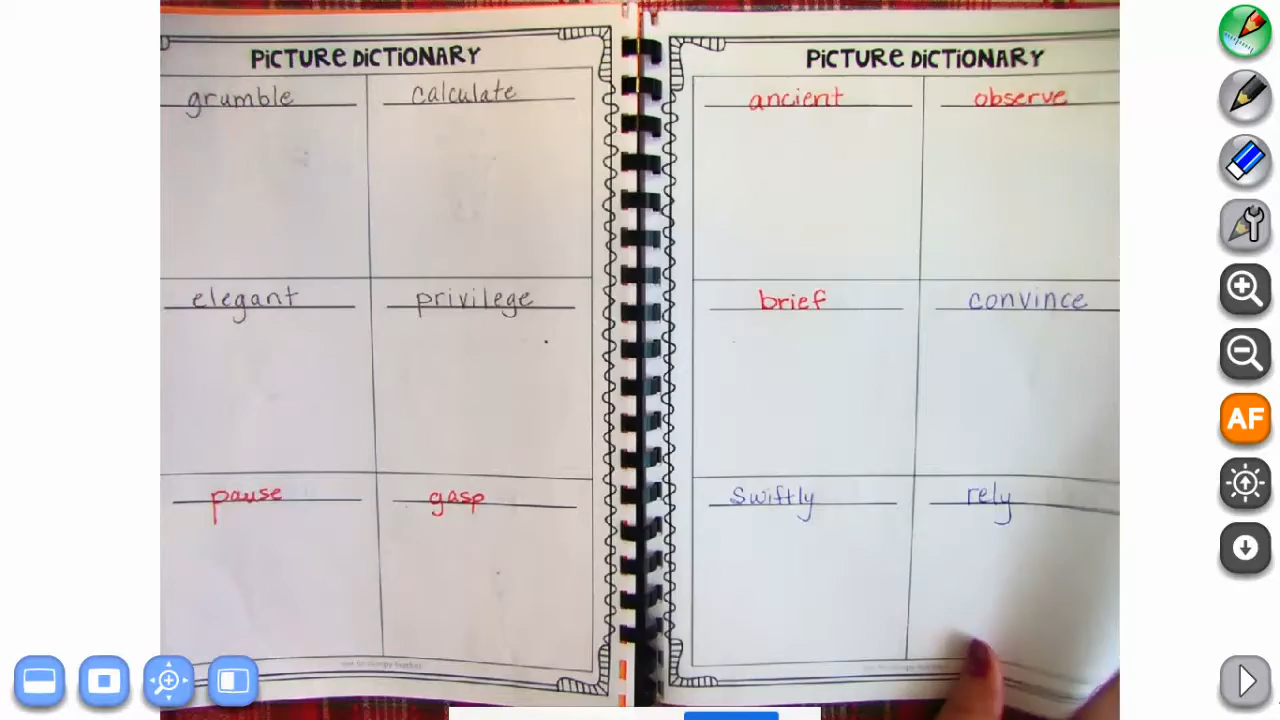 PICTURE DICTIONARY
grumble calculate
elegant privilege
pause gasp
PICTURE DICTIONARY
ancient observe
brief convince
swiftly rely
AF